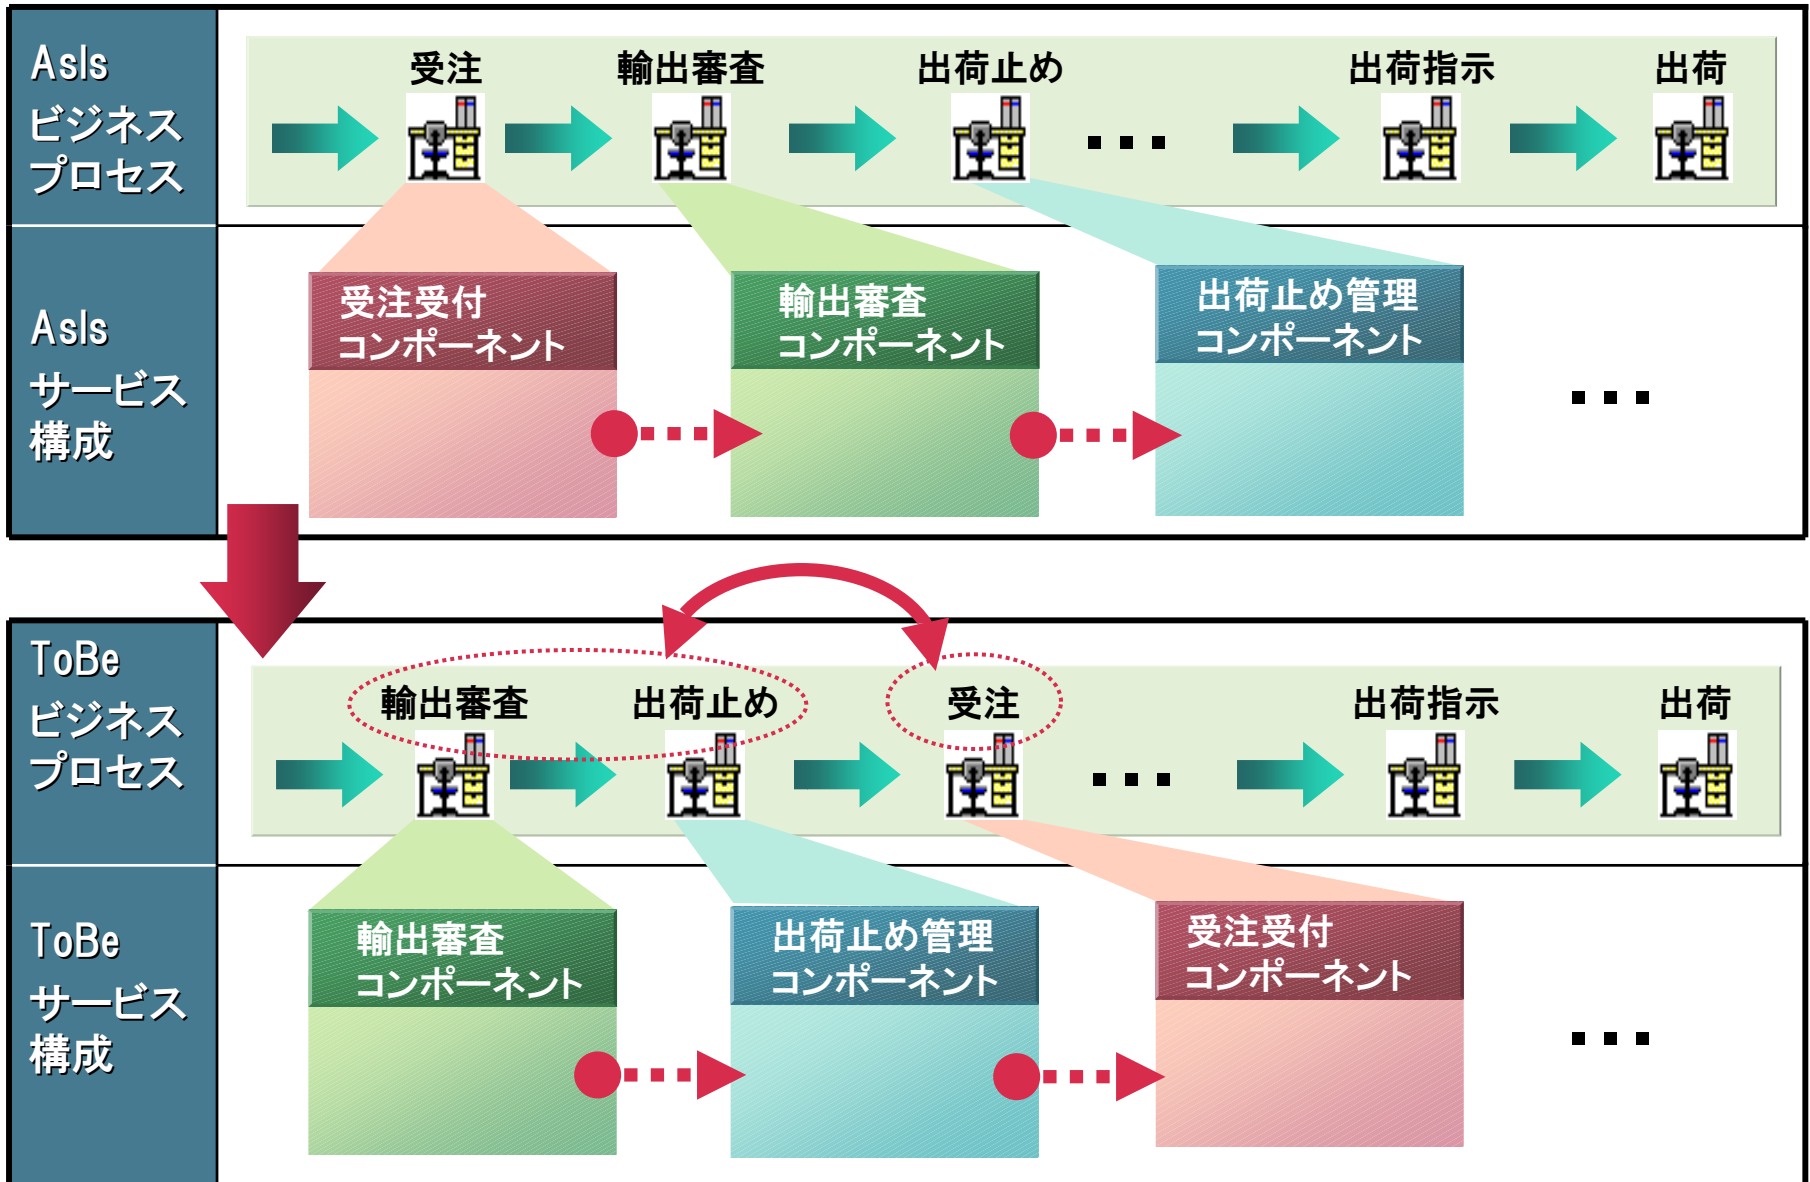 AsIs
ビジネス
プロセス
受注
輸出審査
出荷止め
・・・
出荷指示
出荷
AsIs
サービス
構成
受注受付
コンポーネント
輸出審査
コンポーネント
出荷止め管理
コンポーネント
・・・
ToBe
ビジネス
プロセス
輸出審査
出荷止め
受注
・・・
出荷指示
出荷
ToBe
サービス
構成
輸出審査
コンポーネント
出荷止め管理
コンポーネント
受注受付
コンポーネント
・・・